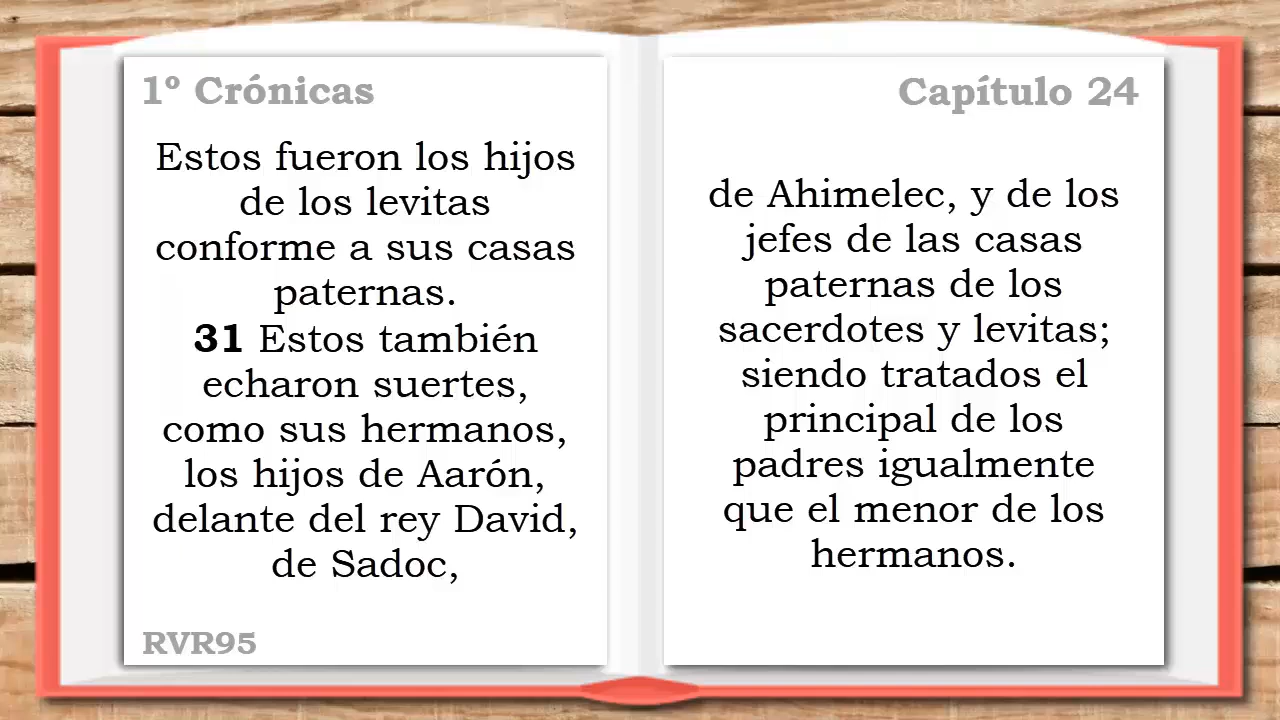 1º Crónicas
Estos fueron los hijos
de los levitas
conforme a sus casas
paternas.
31 Estos también
echaron suertes,
como sus hermanos,
los hijos de Aarón,
delante del rey David,
de Sadoc,
RVR95
Capítulo 24
de Ahimelec, y de los
jefes de las casas
paternas de los
sacerdotes y levitas;
siendo tratados el
principal de los
padres igualmente
que el menor de los
hermanos.